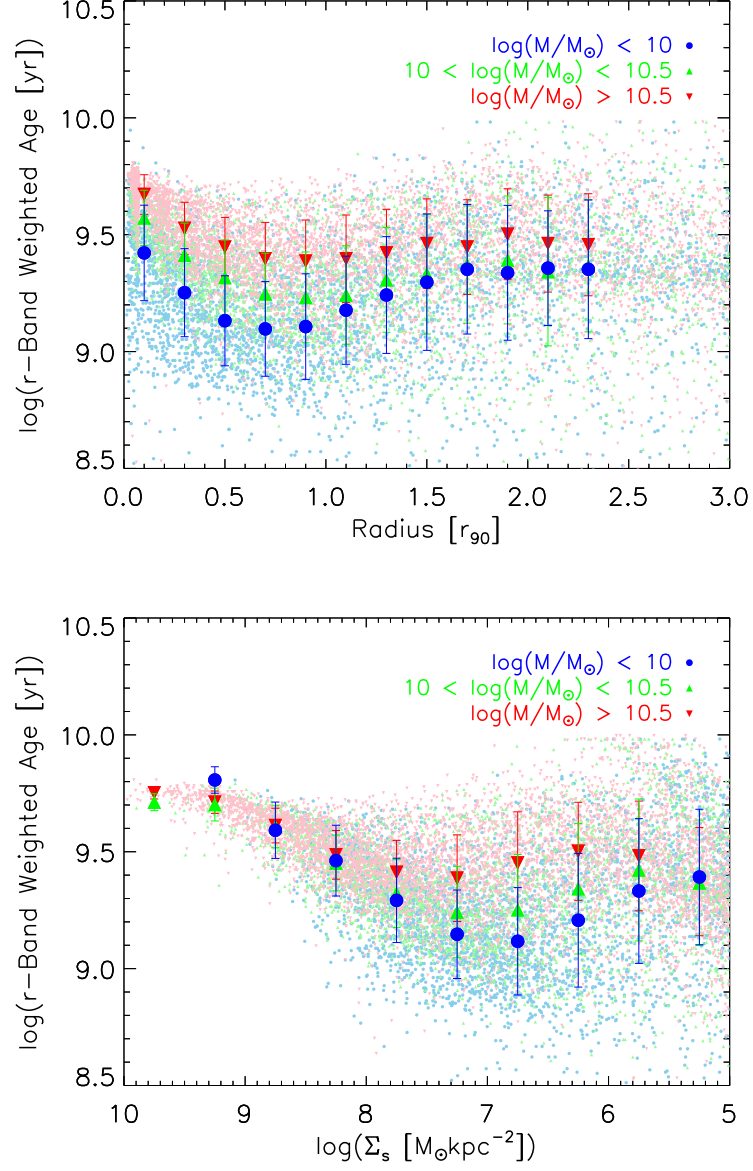 10.5
log(M/M⊙) < 10
10 < log(M/M⊙) < 10.5
log(M/M⊙) > 10.5
10.0
9.5
9.0
8.5
log(r−Band Weighted Age [yr])
0.0 0.5 1.0 1.5 2.0 2.5 3.0
Radius [r90]
10.5
log(M/M⊙) < 10
10 < log(M/M⊙) < 10.5
log(M/M⊙) > 10.5
10.0
9.5
9.0
8.5
log(r−Band Weighted Age [yr])
10 9 8 7 6 5
log(Σs [M⊙kpc−2])